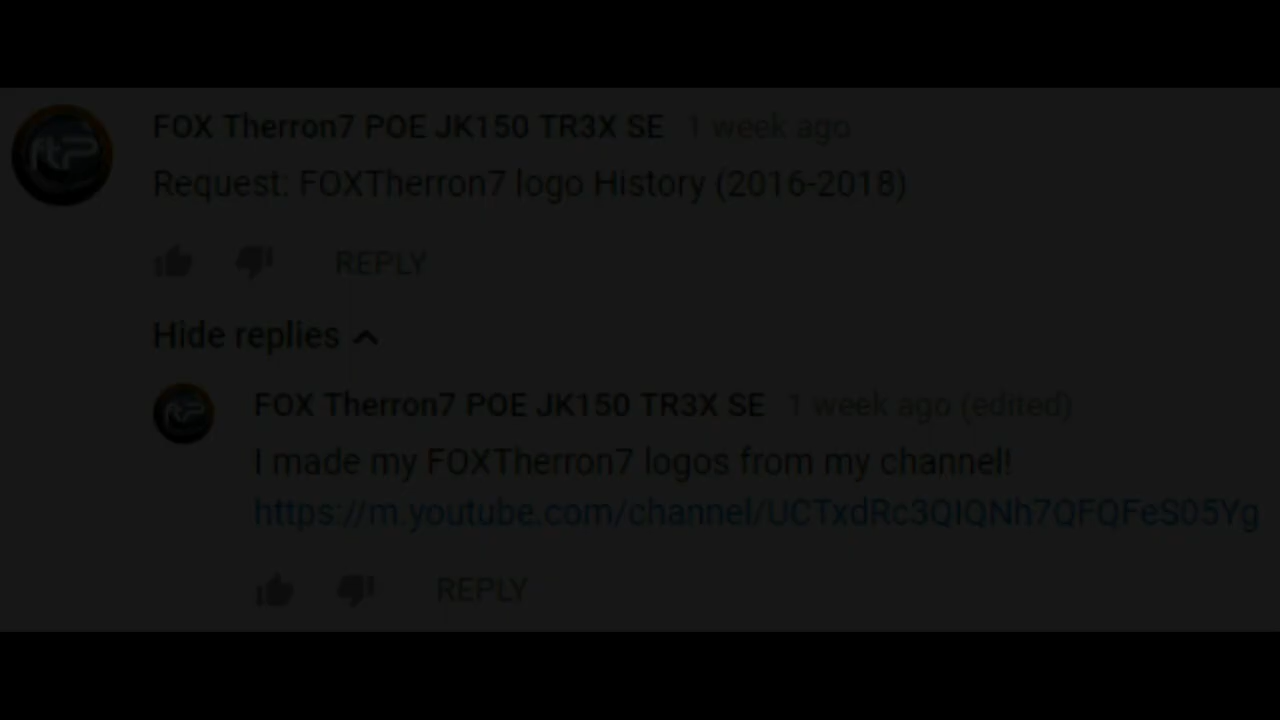 FOX Therron7 POE JK150 TR3X SE 1 week ago
Request: FOXTherron7 logo History (2016-2018)
REPLY
Hide replies
FOX Therron7 POE JK150 TR3X SE 1 week ago (edited)
I made my FOXTherron7 logos from my channel!
https://m.youtube.com/channel/UCTxdRc3QIQNh7QFQFeS05Yg
REPLY